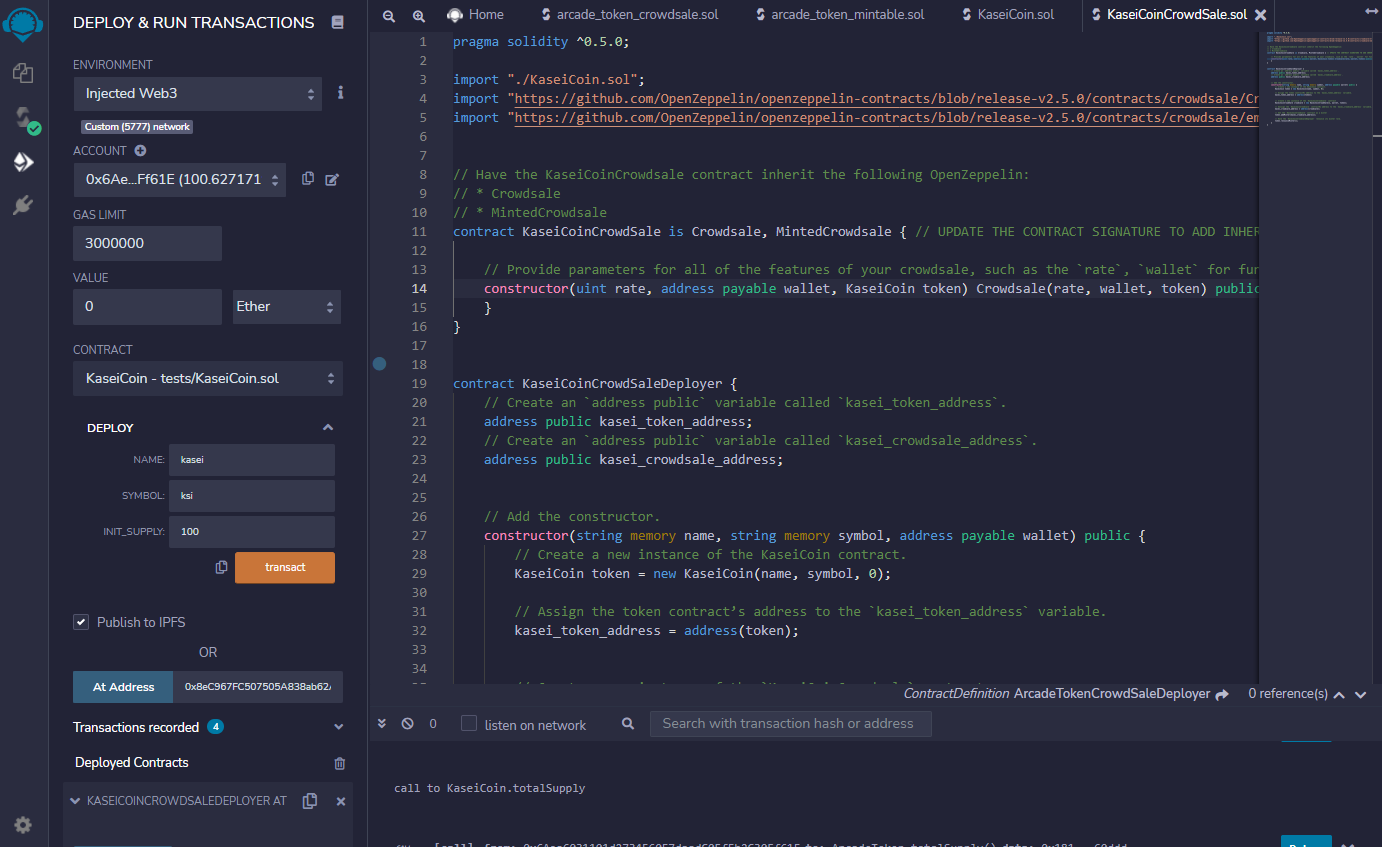 DEPLOY & RUN TRANSACTIONS
ENVIRONMENT
Injected Web3
Custom (5777) network
ACCOUNT
0x6Ae...Ff61E (100.627171
GAS LIMIT
3000000
VALUE
0
Ether
CONTRACT
KaseiCoin - tests/KaseiCoin.sol
DEPLOY
NAME:
kasei
SYMBOL:
ksi
INIT_SUPPLY:
100
transact
Publish to IPFS
OR
At Address
0x8eC967FC507505A838ab62
Transactions recorded 4
Deployed Contracts
KASEICOINCROWDSALEDEPLOYER AT
Home
arcade_token_crowdsale.sol
arcade_token_mintable.sol
KaseiCoin.sol
KaseiCoinCrowdSale.sol
1 pragma solidity ^0.5.0;
2
3 import "./KaseiCoin.sol";
4 import "https://github.com/OpenZeppelin/openzeppelin-contracts/blob/release-v2.5.0/contracts/crowdsale/Cr
5 import "https://github.com/OpenZeppelin/openzeppelin-contracts/blob/release-v2.5.0/contracts/crowdsale/em
6
7
8 // Have the KaseiCoinCrowdsale contract inherit the following OpenZeppelin:
9 // * Crowdsale
10 // * MintedCrowdsale
11 contract KaseiCoinCrowdSale is Crowdsale, MintedCrowdsale { // UPDATE THE CONTRACT SIGNATURE TO ADD INHER
12
13 // Provide parameters for all of the features of your crowdsale, such as the `rate`, `wallet` for fun
14 constructor(uint rate, address payable wallet, KaseiCoin token) Crowdsale(rate, wallet, token) public
15 }
16 }
17
18
19 contract KaseiCoinCrowdSaleDeployer {
20 // Create an `address public` variable called `kasei_token_address`.
21 address public kasei_token_address;
22 // Create an `address public` variable called `kasei_crowdsale_address`.
23 address public kasei_crowdsale_address;
24
25
26 // Add the constructor.
27 constructor(string memory name, string memory symbol, address payable wallet) public {
28 // Create a new instance of the KaseiCoin contract.
29 KaseiCoin token = new KaseiCoin(name, symbol, 0);
30
31 // Assign the token contract’s address to the `kasei_token_address` variable.
32 kasei_token_address = address(token);
33
34
ContractDefinition ArcadeTokenCrowdSaleDeployer 0 reference(s)
0
listen on network
Search with transaction hash or address
call to KaseiCoin.totalSupply